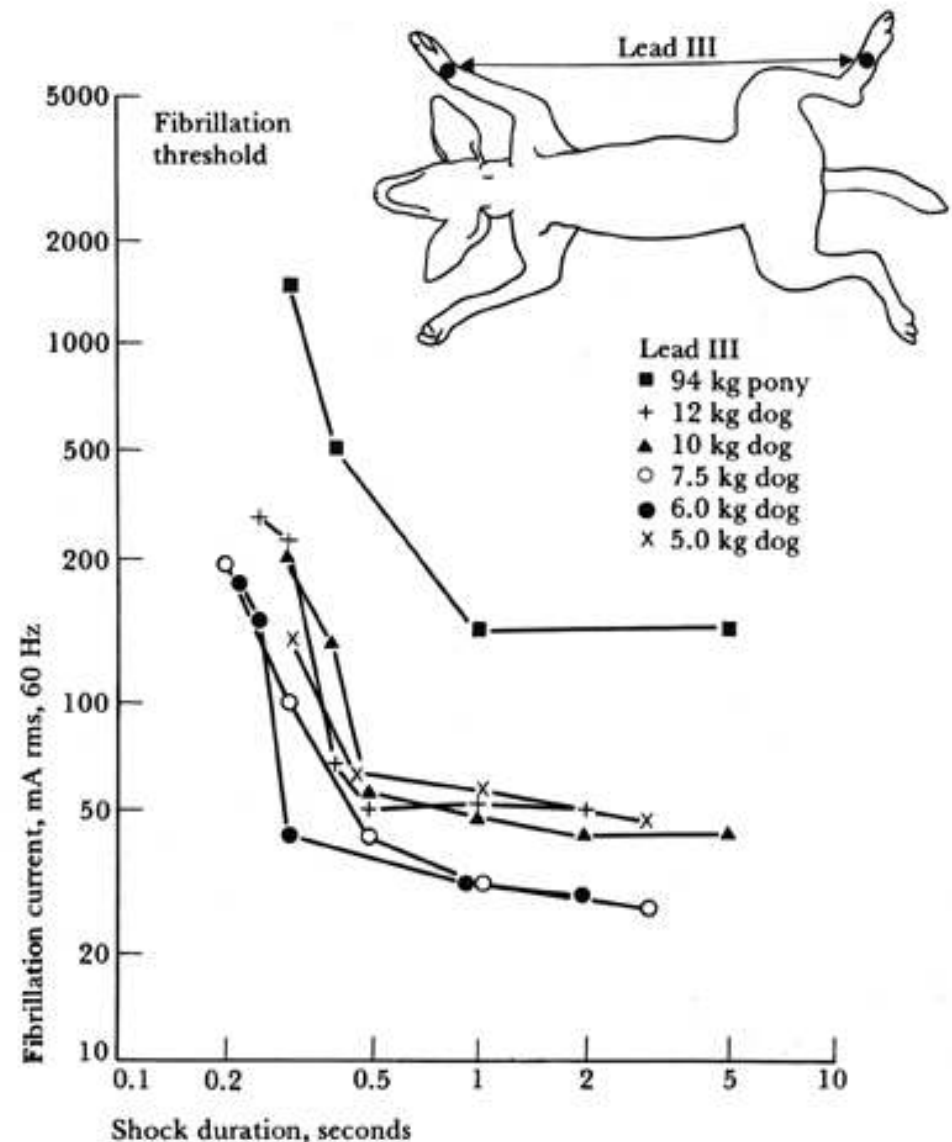 Lead III
Fibrillation
threshold
5000
2000
1000
500
200
100
50
20
10
Fibrillation current, mA rms, 60 Hz
Lead III
94 kg pony
+ 12 kg dog
10 kg dog
7.5 kg dog
6.0 kg dog
x 5.0 kg dog
0.1 0.2 0.5 1 2 5 10
Shock duration, seconds